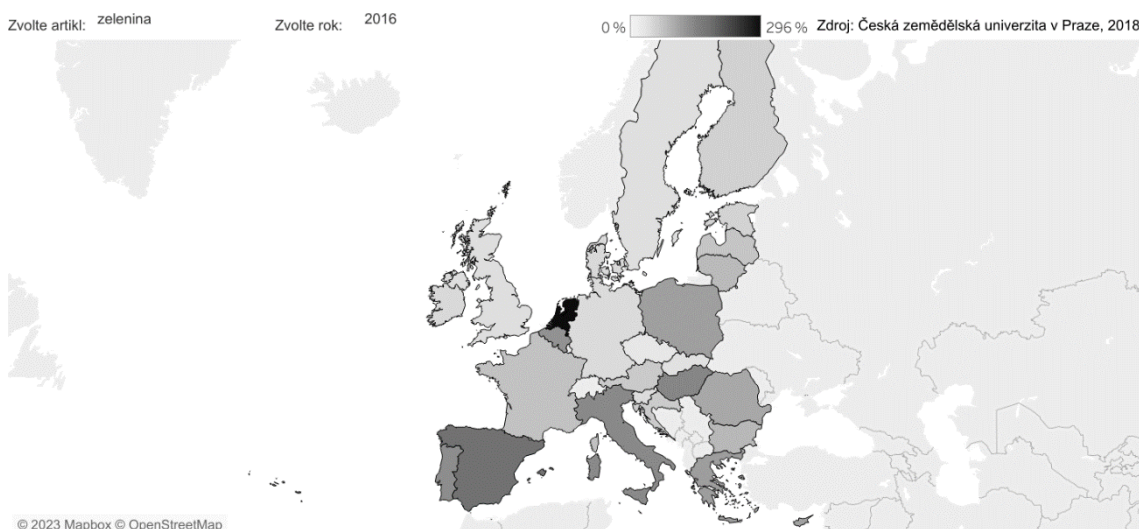 Zvolte artikl: zelenina
Zvolte rok: 2016
0 % 296 %
Zdroj: Česká zemědělská univerzita v Praze, 2018
© 2023 Mapbox © OpenStreetMap